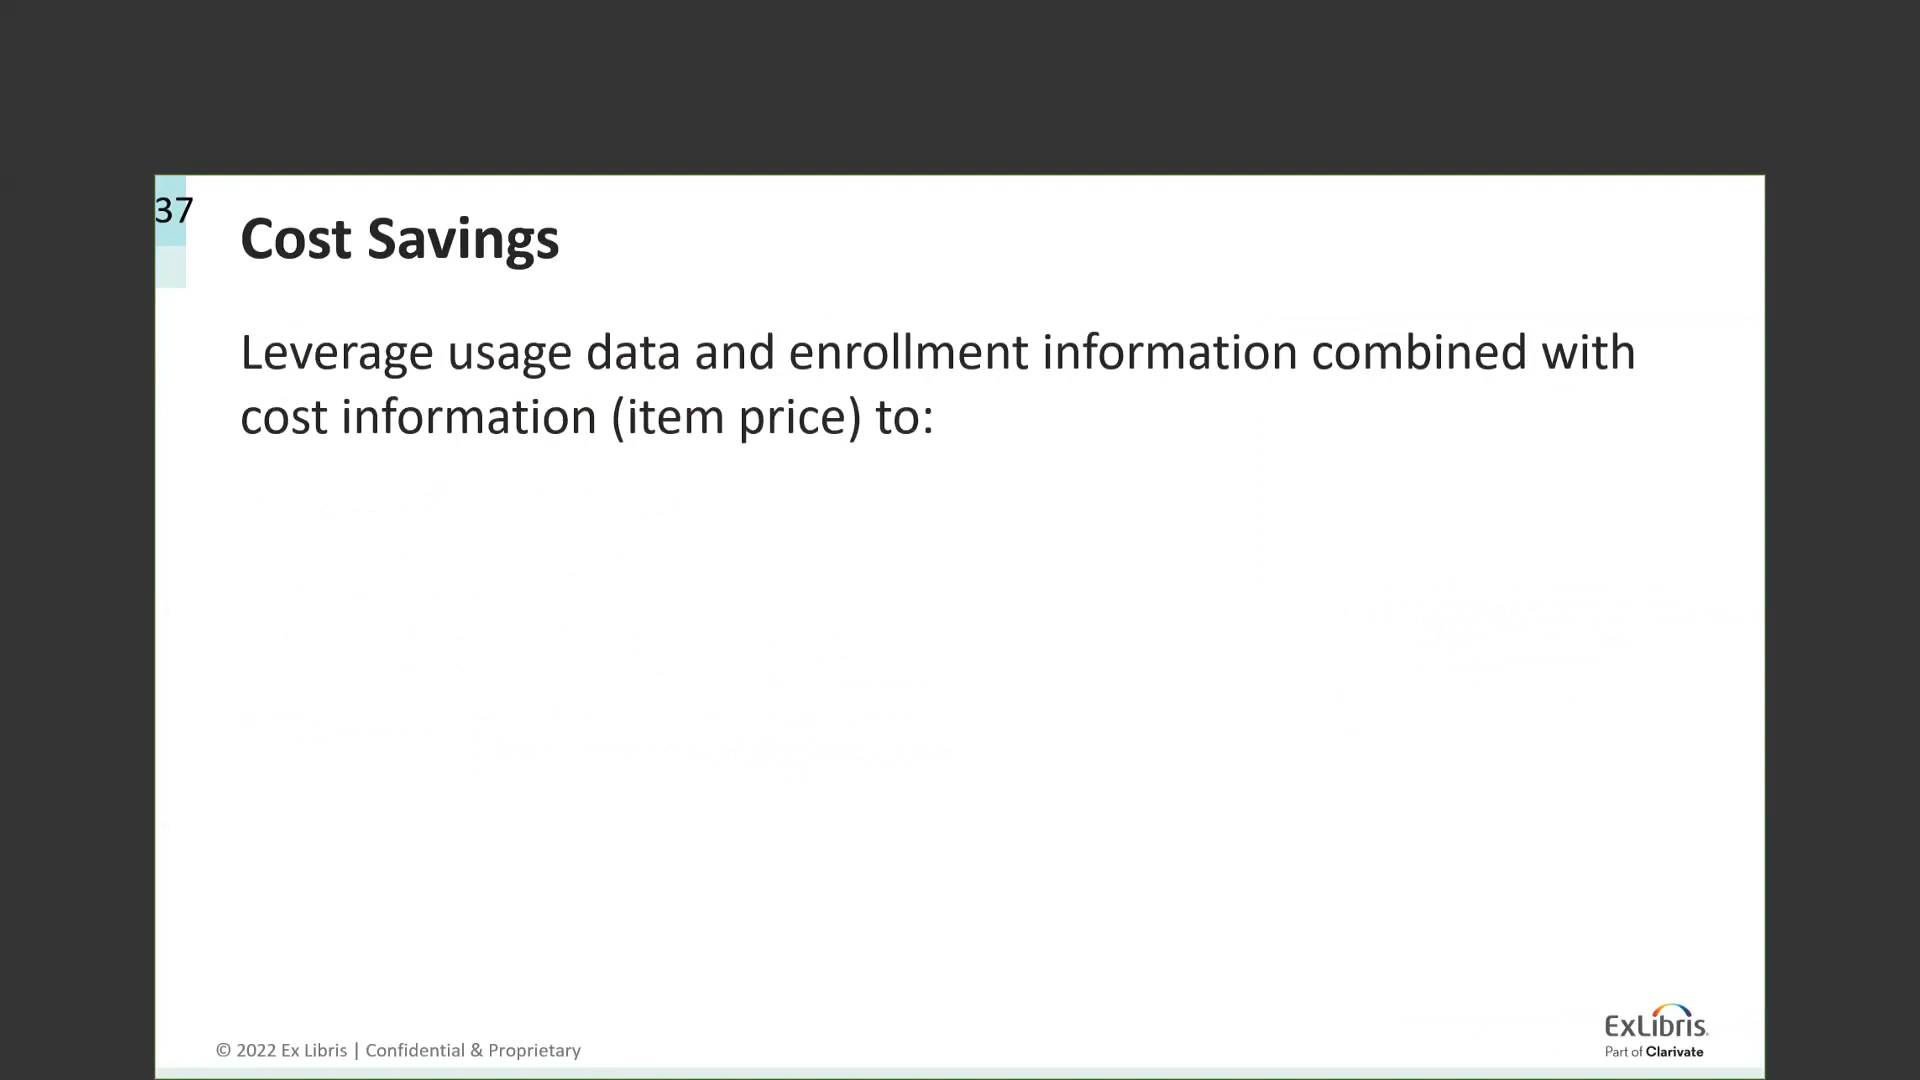 37
Cost Savings
Leverage usage data and enrollment information combined with
cost information (item price) to:
© 2022 Ex Libris | Confidential & Proprietary
ExLibris
Part of Clarivate